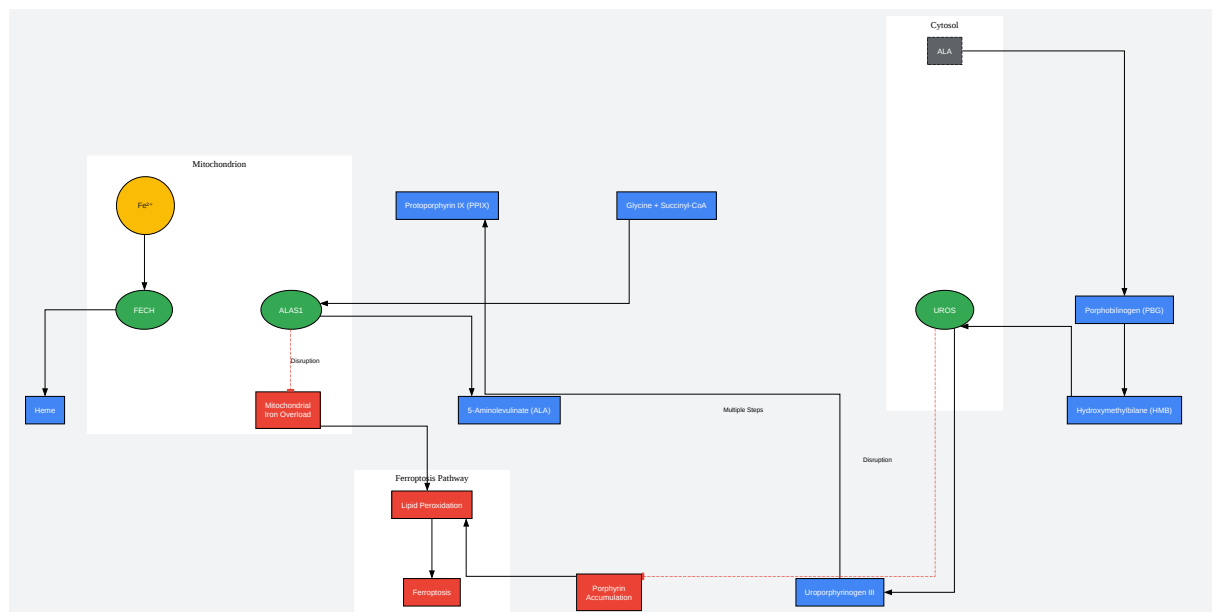 Cytosol
ALA
Mitochondrion
Fe²⁺
Protoporphyrin IX (PPIX)
Glycine + Succinyl-CoA
FECH
ALAS1
UROS
Porphobilinogen (PBG)
Disruption
Heme
Mitochondrial
Iron Overload
5-Aminolevulinate (ALA)
Multiple Steps
Hydroxymethylbilane (HMB)
Disruption
Ferroptosis Pathway
Lipid Peroxidation
Ferroptosis
Porphyrin
Accumulation
Uroporphyrinogen III